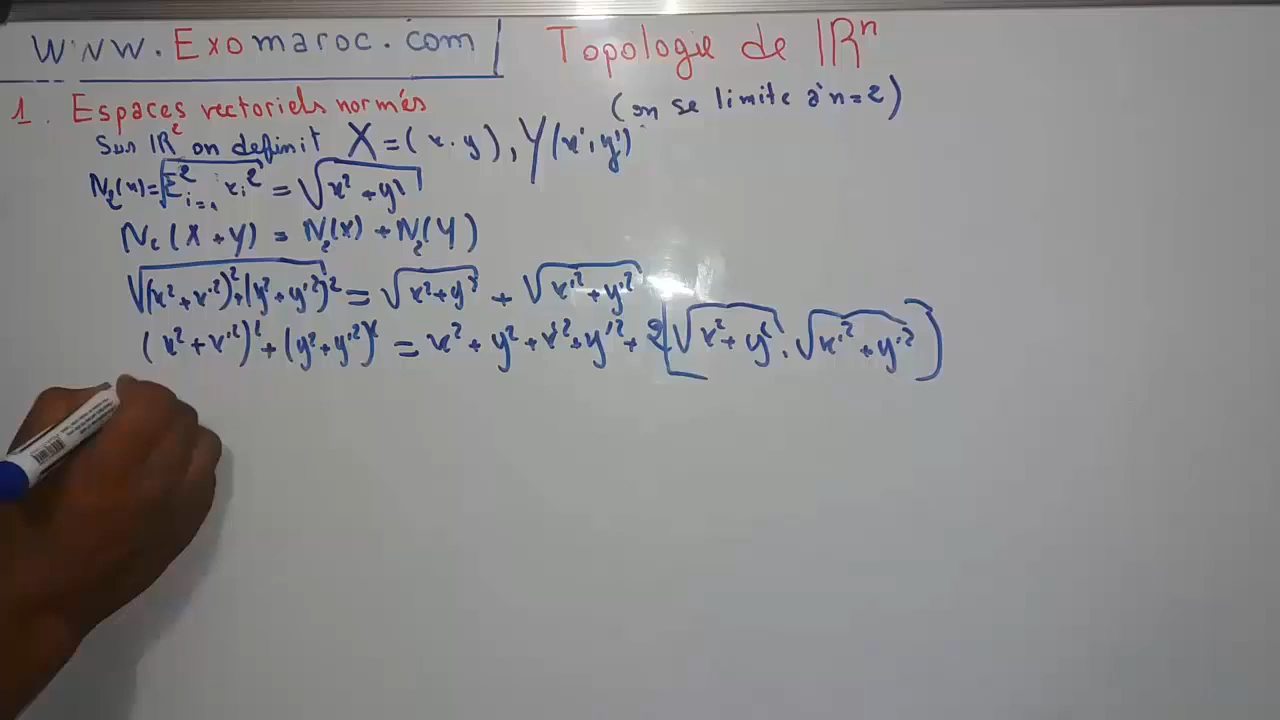 www.Exomaroc.com
Topologie de ℝⁿ
(on se limite à n=2)
1. Espaces vectoriels normés
Sur ℝ² on definit X=(x.y), Y(x',y')
N₂(x)=√(Σ²ᵢ₌₁ xᵢ²) = √(x²+y²)
N₂(X+Y) = N₂(X)+N₂(Y)
√((x²+x'²)²+(y²+y'²)²) = √(x²+y²) + √(x'²+y'²)
(x²+x'²)²+(y²+y'²)² = x²+y²+x'²+y'²+2[√(x²+y²).√(x'²+y'²)]